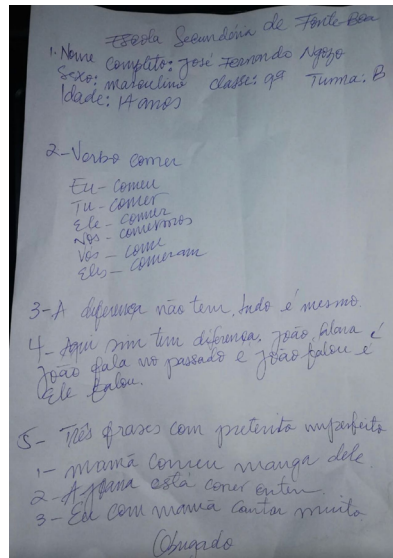 Escola Secundária de Fonte Boa
1. Nome Completo: José Fernando Ngozo
Sexo: masculino classe: 9ª Turma: B
Idade: 14 anos
2 - Verbo comer
Eu - comeu
Tu - comer
Ele - comer
Nós - comermos
Vós - come
Eles - comeram
3 - A diferença não tem, tudo é mesmo.
4 - Aqui sim tem diferença, João falara é
João fala no passado e João falou é
Ele falou.
5 - Três frases com pretérito imperfeito
1 - mamã comeu manga dele
2 - A Joana está comer ontem.
3 - Eu com mamã cantar muito
Obrigado